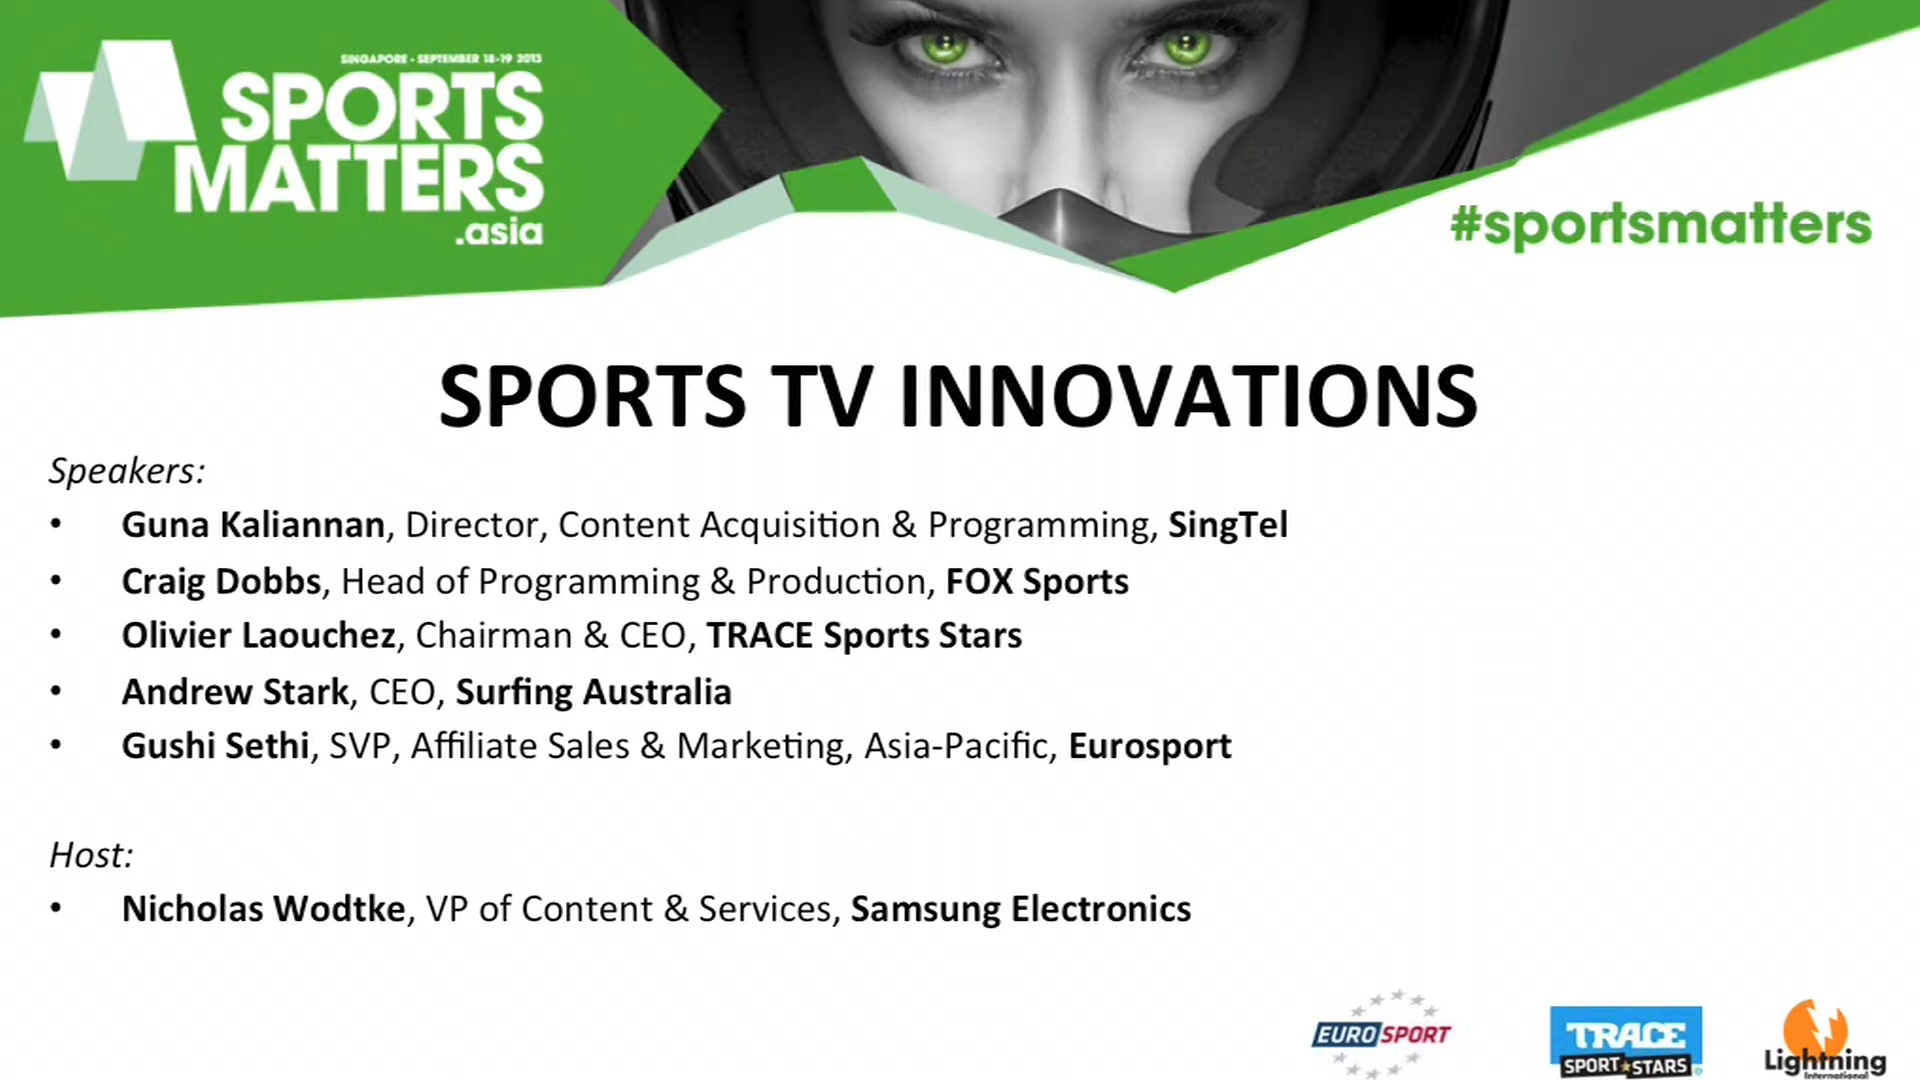 SINGAPORE - SEPTEMBER 18-19 2013
SPORTS
MATTERS
.asia
#sportsmatters
SPORTS TV INNOVATIONS
Speakers:
• Guna Kaliannan, Director, Content Acquisition & Programming, SingTel
• Craig Dobbs, Head of Programming & Production, FOX Sports
• Olivier Laouchez, Chairman & CEO, TRACE Sports Stars
• Andrew Stark, CEO, Surfing Australia
• Gushi Sethi, SVP, Affiliate Sales & Marketing, Asia-Pacific, Eurosport
Host:
• Nicholas Wodtke, VP of Content & Services, Samsung Electronics
EUROSPORT
TRACE
SPORT★STARS
Lightning
International